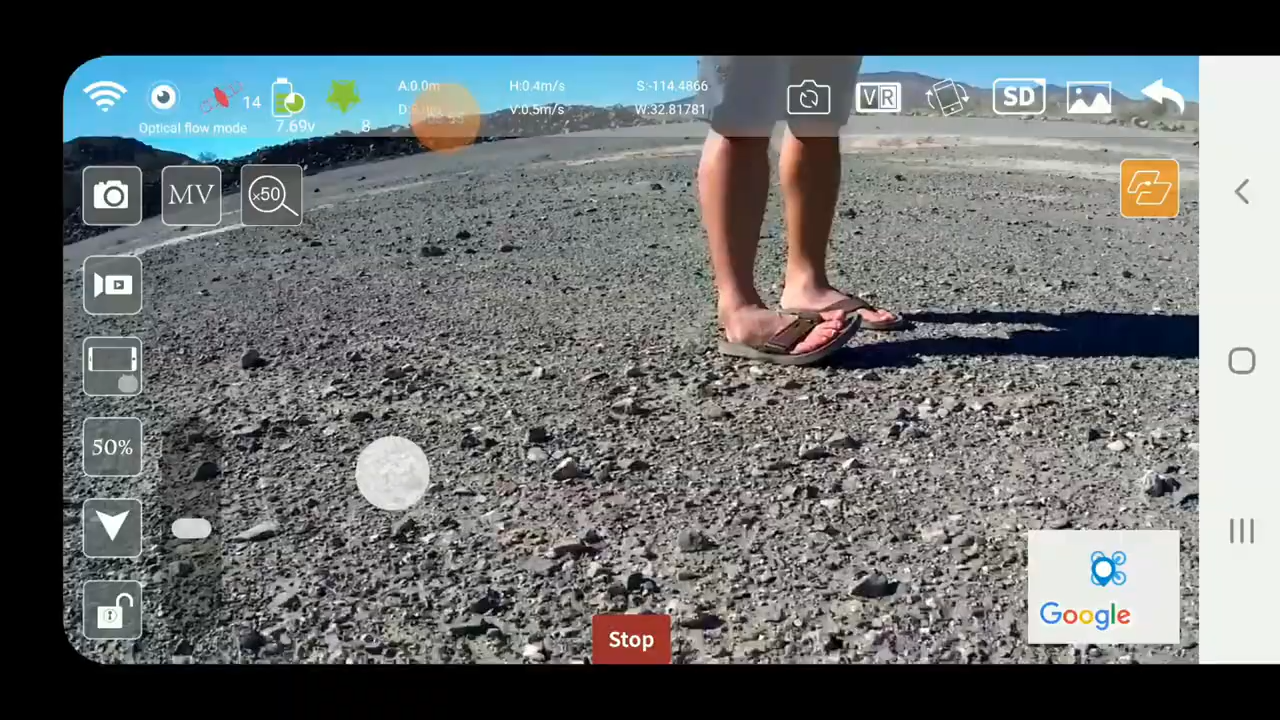 A:0.0m H:0.4m/s S:-114.4866
14
V:0.5m/s W:32.81781
Optical flow mode 7.69v 8
VR
SD
MV
×50
50%
Google
Stop